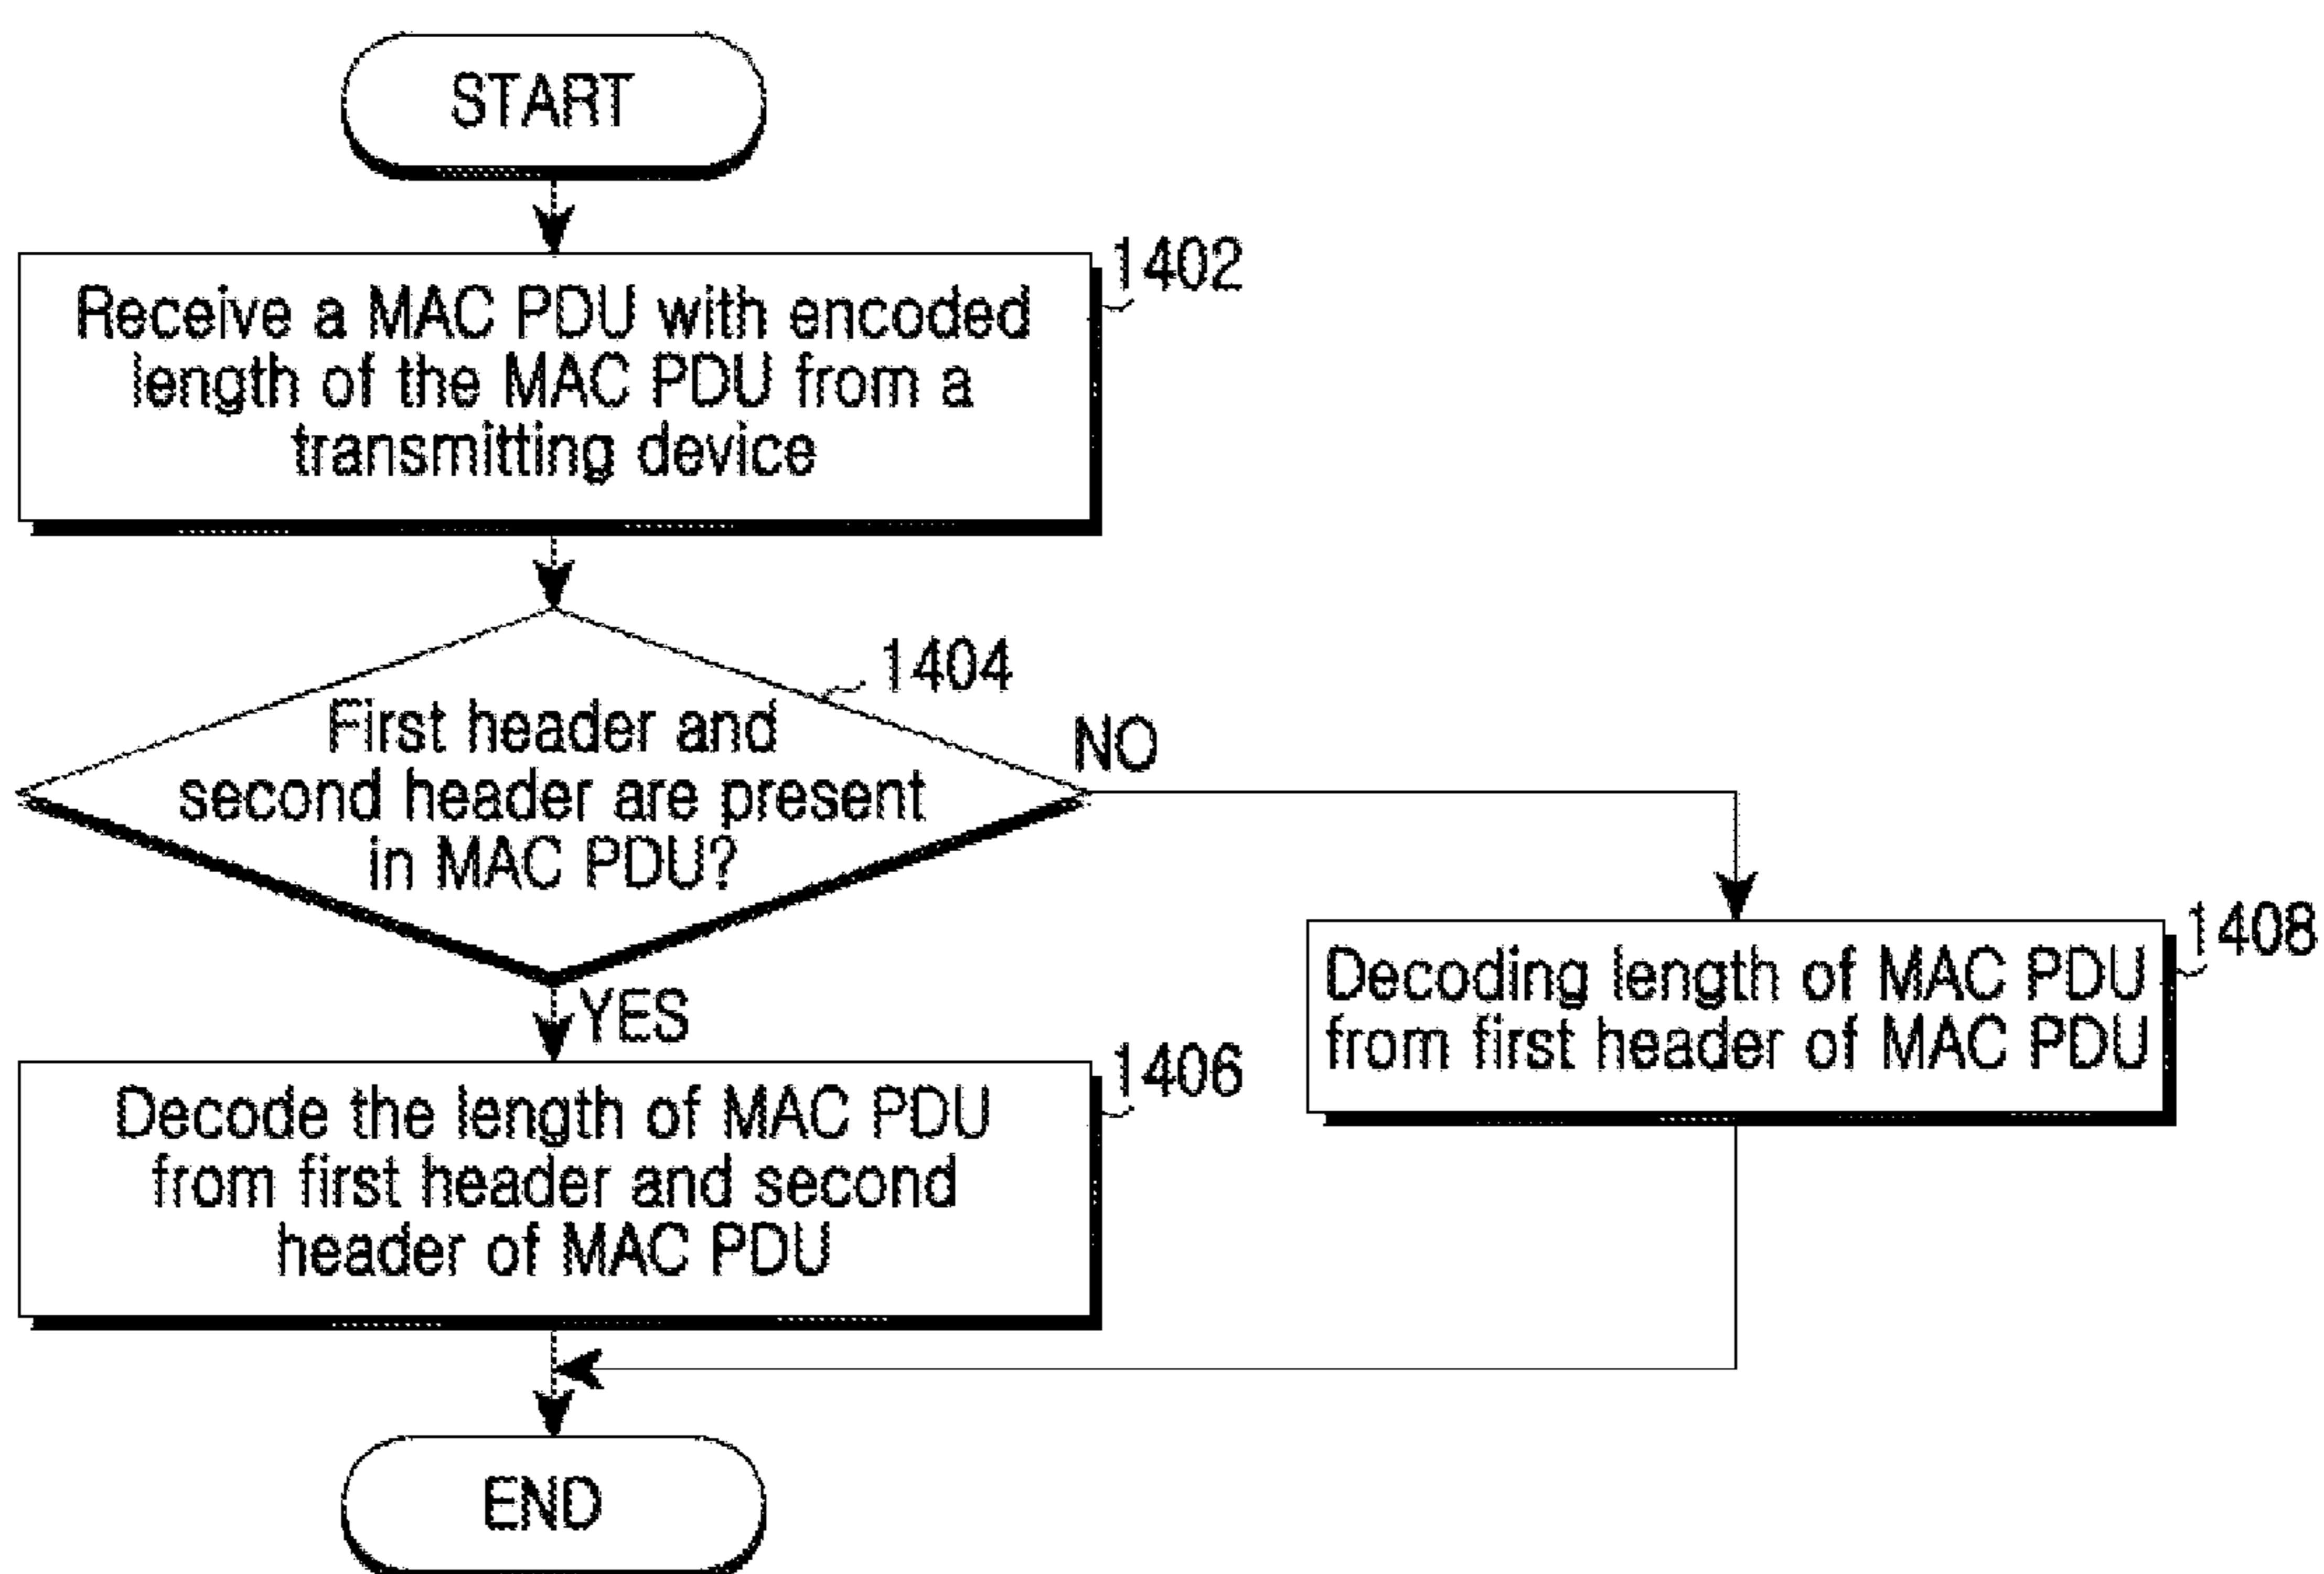 START
1402
Receive a MAC PDU with encoded
length of the MAC PDU from a
transmitting device
1404
First header and
second header are present
in MAC PDU?
NO
YES
1408
Decoding length of MAC PDU
from first header of MAC PDU
1406
Decode the length of MAC PDU
from first header and second
header of MAC PDU
END